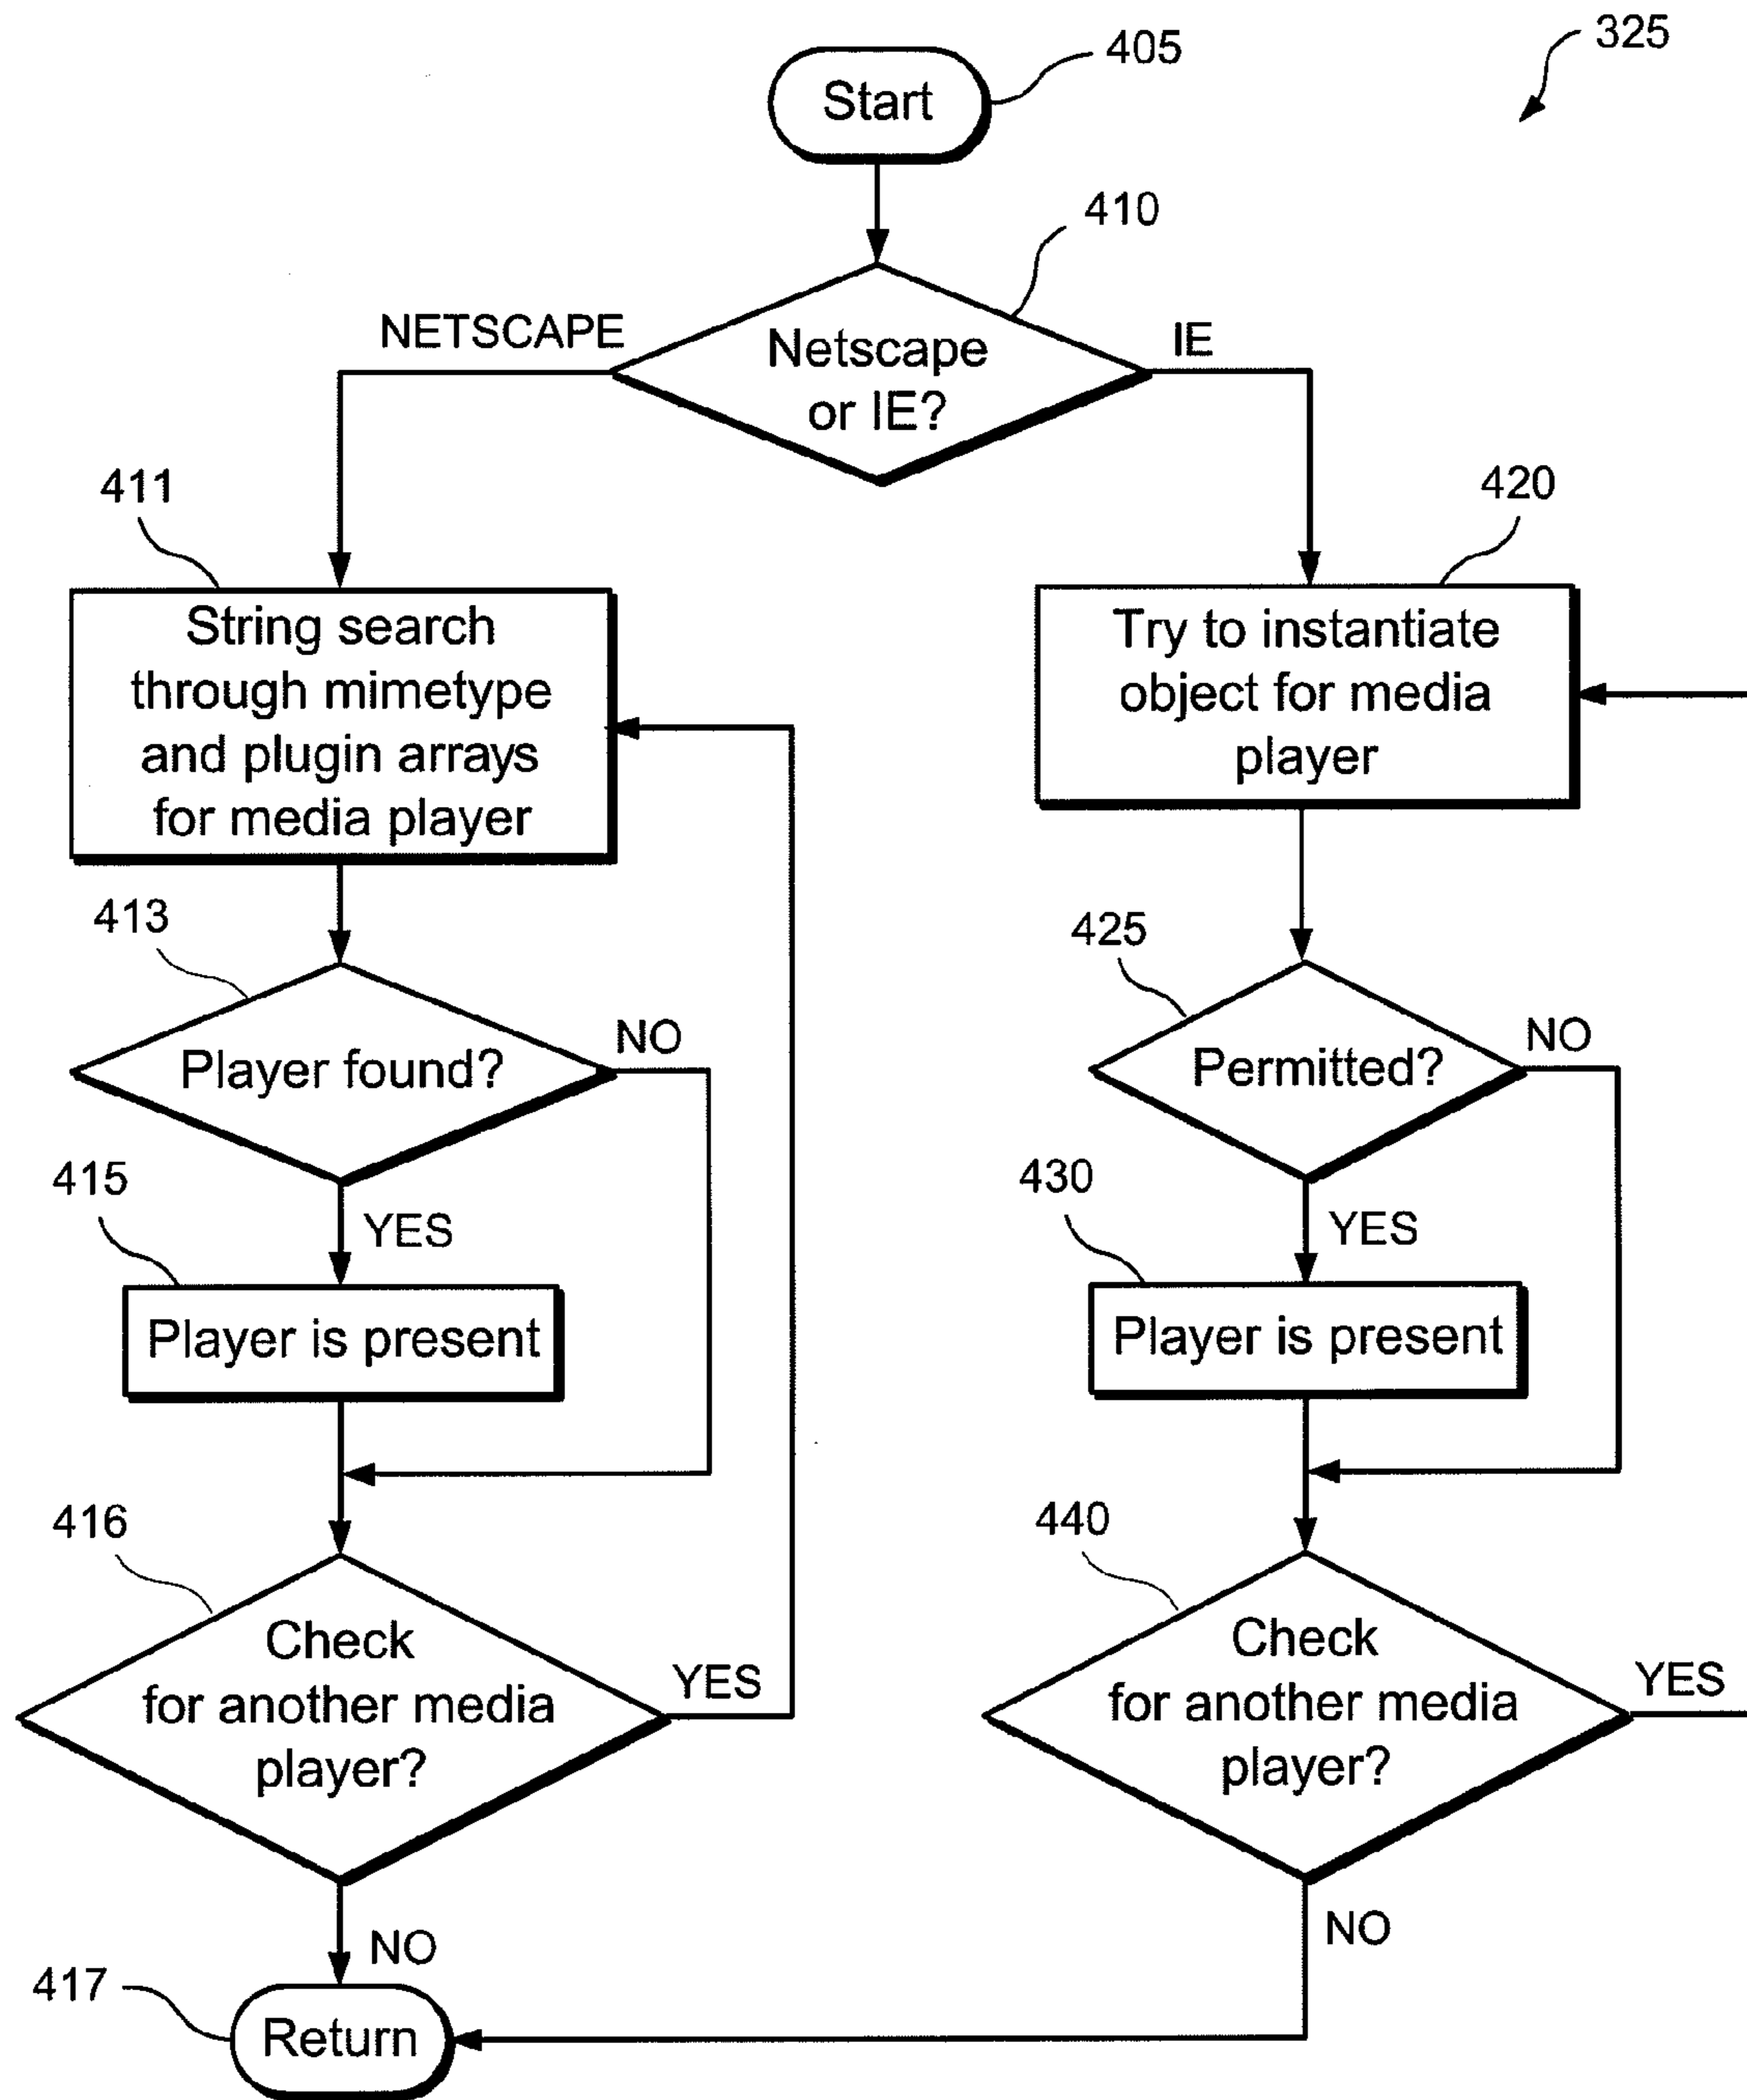 325
405
Start
410
NETSCAPE
IE
Netscape
or IE?
411
String search
through mimetype
and plugin arrays
for media player
420
Try to instantiate
object for media
player
413
Player found?
NO
YES
425
Permitted?
NO
YES
415
Player is present
430
Player is present
416
Check
for another media
player?
YES
NO
440
Check
for another media
player?
YES
NO
417
Return